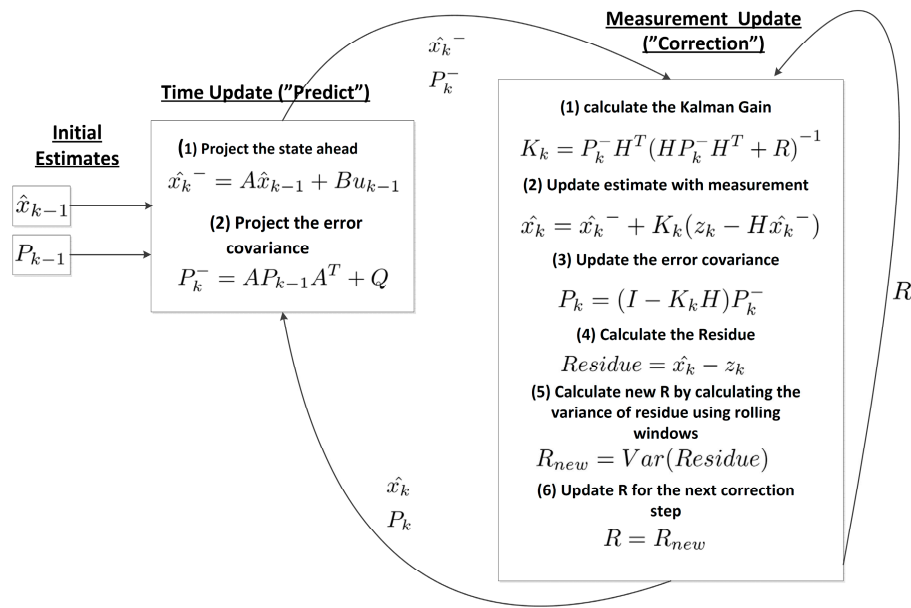 Initial
Estimates
x̂_{k−1}
P_{k−1}
Time Update ("Predict")
(1) Project the state ahead
x̂_k^− = Ax̂_{k−1} + Bu_{k−1}
(2) Project the error
covariance
P_k^− = AP_{k−1}A^T + Q
x̂_k^−
P_k^−
Measurement Update
("Correction")
(1) calculate the Kalman Gain
K_k = P_k^− H^T (HP_k^− H^T + R)^{−1}
(2) Update estimate with measurement
x̂_k = x̂_k^− + K_k(z_k − Hx̂_k^−)
(3) Update the error covariance
P_k = (I − K_k H)P_k^−
(4) Calculate the Residue
Residue = x̂_k − z_k
(5) Calculate new R by calculating the
variance of residue using rolling
windows
R_{new} = Var(Residue)
(6) Update R for the next correction
step
R = R_{new}
R
x̂_k
P_k